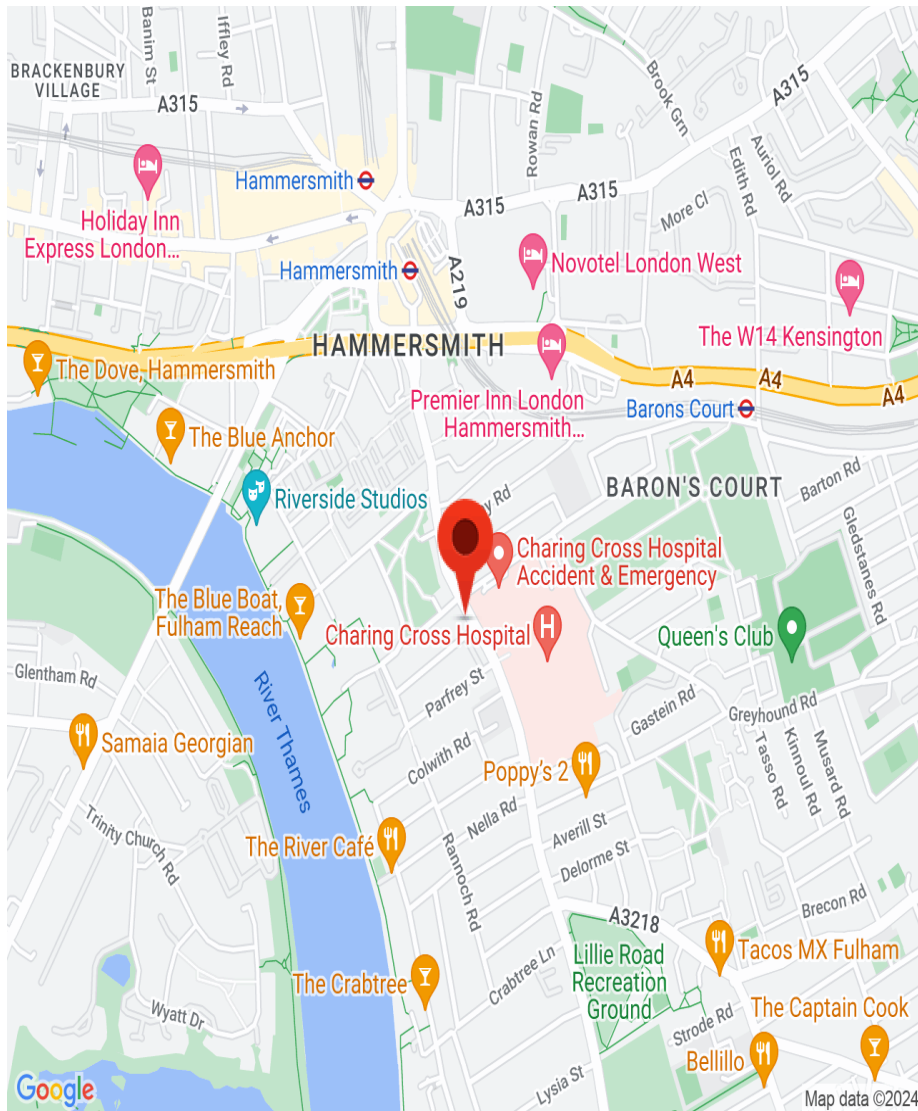 Banim St
Iffley Rd
BRACKENBURY
VILLAGE
A315
A315
Brook Grn
Rowan Rd
Hammersmith
A315
A315
Edith Rd
Auriol Rd
More Cl
Holiday Inn
Express London...
Hammersmith
A219
Novotel London West
The W14 Kensington
HAMMERSMITH
The Dove, Hammersmith
A4
A4
A4
Premier Inn London
Hammersmith...
Barons Court
The Blue Anchor
BARON'S COURT
Barton Rd
Riverside Studios
Rd
Gledstanes Rd
Charing Cross Hospital
Accident & Emergency
The Blue Boat,
Fulham Reach
Charing Cross Hospital
H
Queen's Club
Glentham Rd
River Thames
Parfrey St
Gastein Rd
Greyhound Rd
Samaia Georgian
Colwith Rd
Poppy's 2
Tasso Rd
Kinnoul Rd
Musard Rd
Trinity Church Rd
The River Café
Nella Rd
Rannoch Rd
Averill St
Delorme St
A3218
Brecon Rd
Tacos MX Fulham
Lillie Road
Recreation
Ground
Crabtree Ln
The Crabtree
Wyatt Dr
Strode Rd
The Captain Cook
Bellillo
Lysia St
Google
Map data ©2024